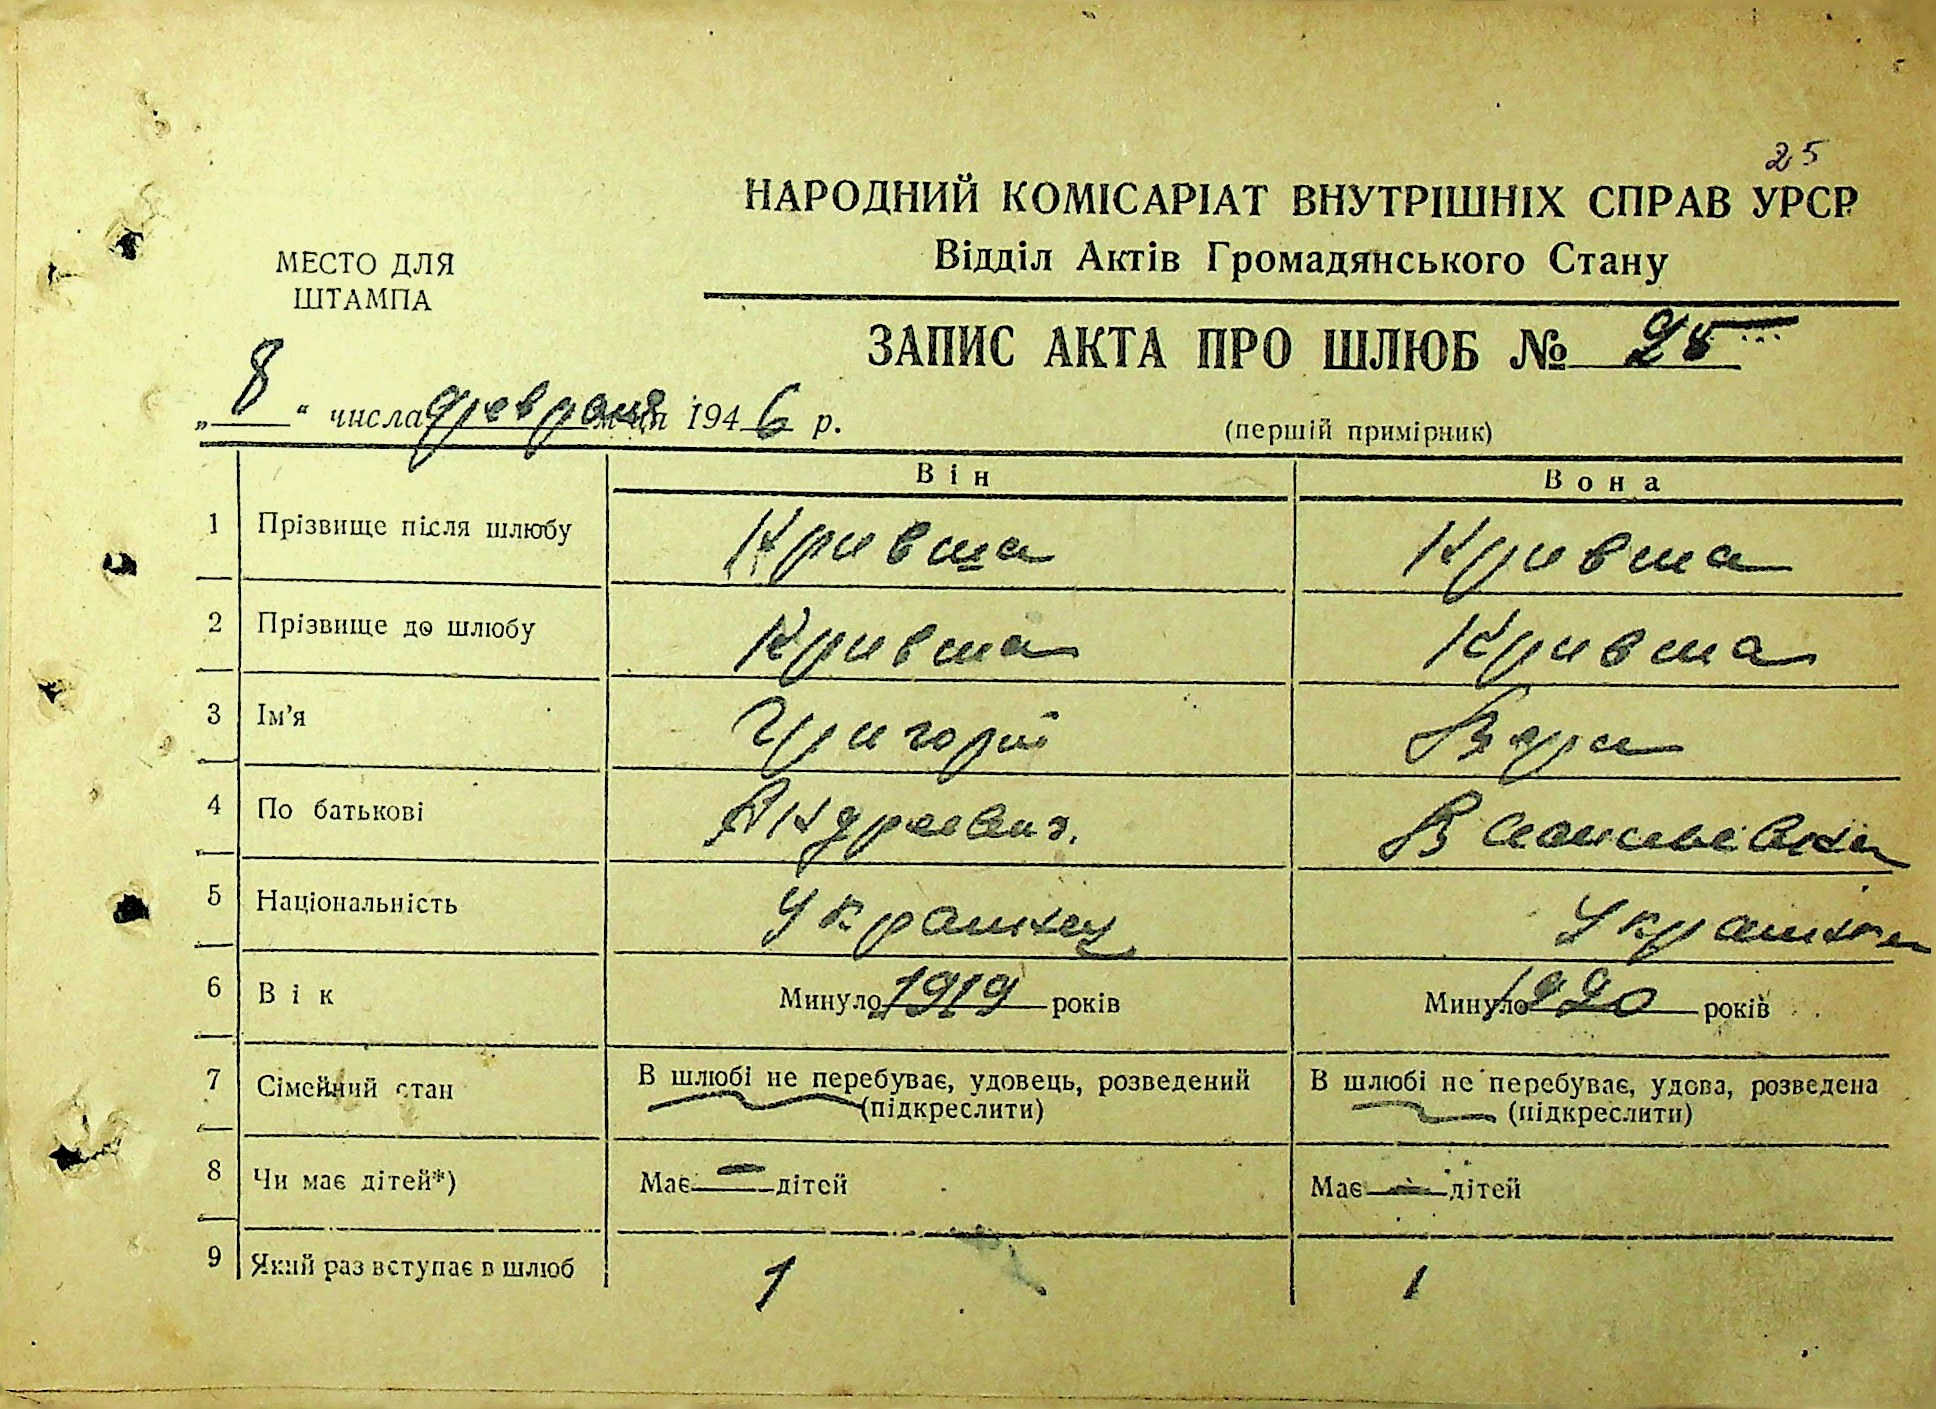 25
НАРОДНИЙ КОМІСАРІАТ ВНУТРІШНІХ СПРАВ УРСР
Відділ Актів Громадянського Стану
МЕСТО ДЛЯ
ШТАМПА
ЗАПИС АКТА ПРО ШЛЮБ № 25
„ 8 “ числа февраля 1946 р.
(першій примірник)
Він Вона
1 Прізвище після шлюбу Кривша Кривша
2 Прізвище до шлюбу Кривша Кривша
3 Ім’я Григорій Вера
4 По батькові Андреевич. Васильевна
5 Національність Украинец Украинка
6 Вік Минуло 1919 років Минуло 1920 років
7 Сімейний стан В шлюбі не перебуває, удовець, розведений В шлюбі не перебуває, удова, розведена
(підкреслити) (підкреслити)
8 Чи має дітей*) Має — дітей Має — дітей
9 Який раз вступає в шлюб 1 1